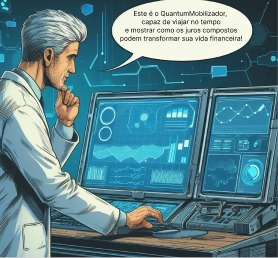 Este é o QuantumMobilizador,
capaz de viajar no tempo
e mostrar como os juros compostos
podem transformar sua vida financeira!